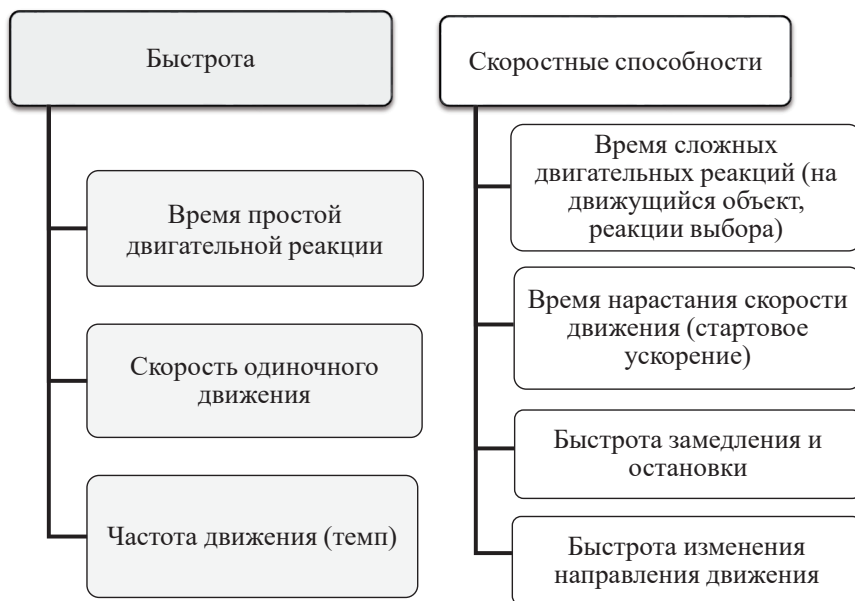 Быстрота
Время простой
двигательной реакции
Скорость одиночного
движения
Частота движения (темп)
Скоростные способности
Время сложных
двигательных реакций (на
движущийся объект,
реакции выбора)
Время нарастания скорости
движения (стартовое
ускорение)
Быстрота замедления и
остановки
Быстрота изменения
направления движения